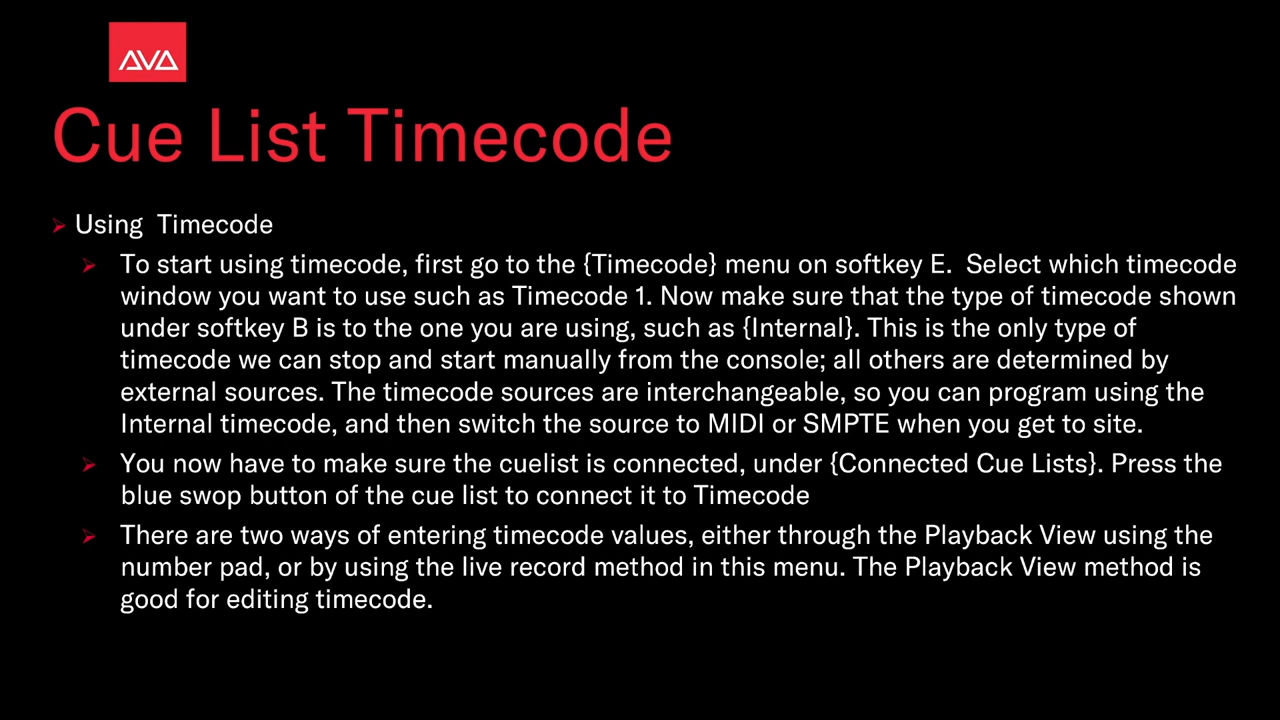 AVA
Cue List Timecode
Using  Timecode
To start using timecode, first go to the {Timecode} menu on softkey E.  Select which timecode
window you want to use such as Timecode 1. Now make sure that the type of timecode shown
under softkey B is to the one you are using, such as {Internal}. This is the only type of
timecode we can stop and start manually from the console; all others are determined by
external sources. The timecode sources are interchangeable, so you can program using the
Internal timecode, and then switch the source to MIDI or SMPTE when you get to site.
You now have to make sure the cuelist is connected, under {Connected Cue Lists}. Press the
blue swop button of the cue list to connect it to Timecode
There are two ways of entering timecode values, either through the Playback View using the
number pad, or by using the live record method in this menu. The Playback View method is
good for editing timecode.